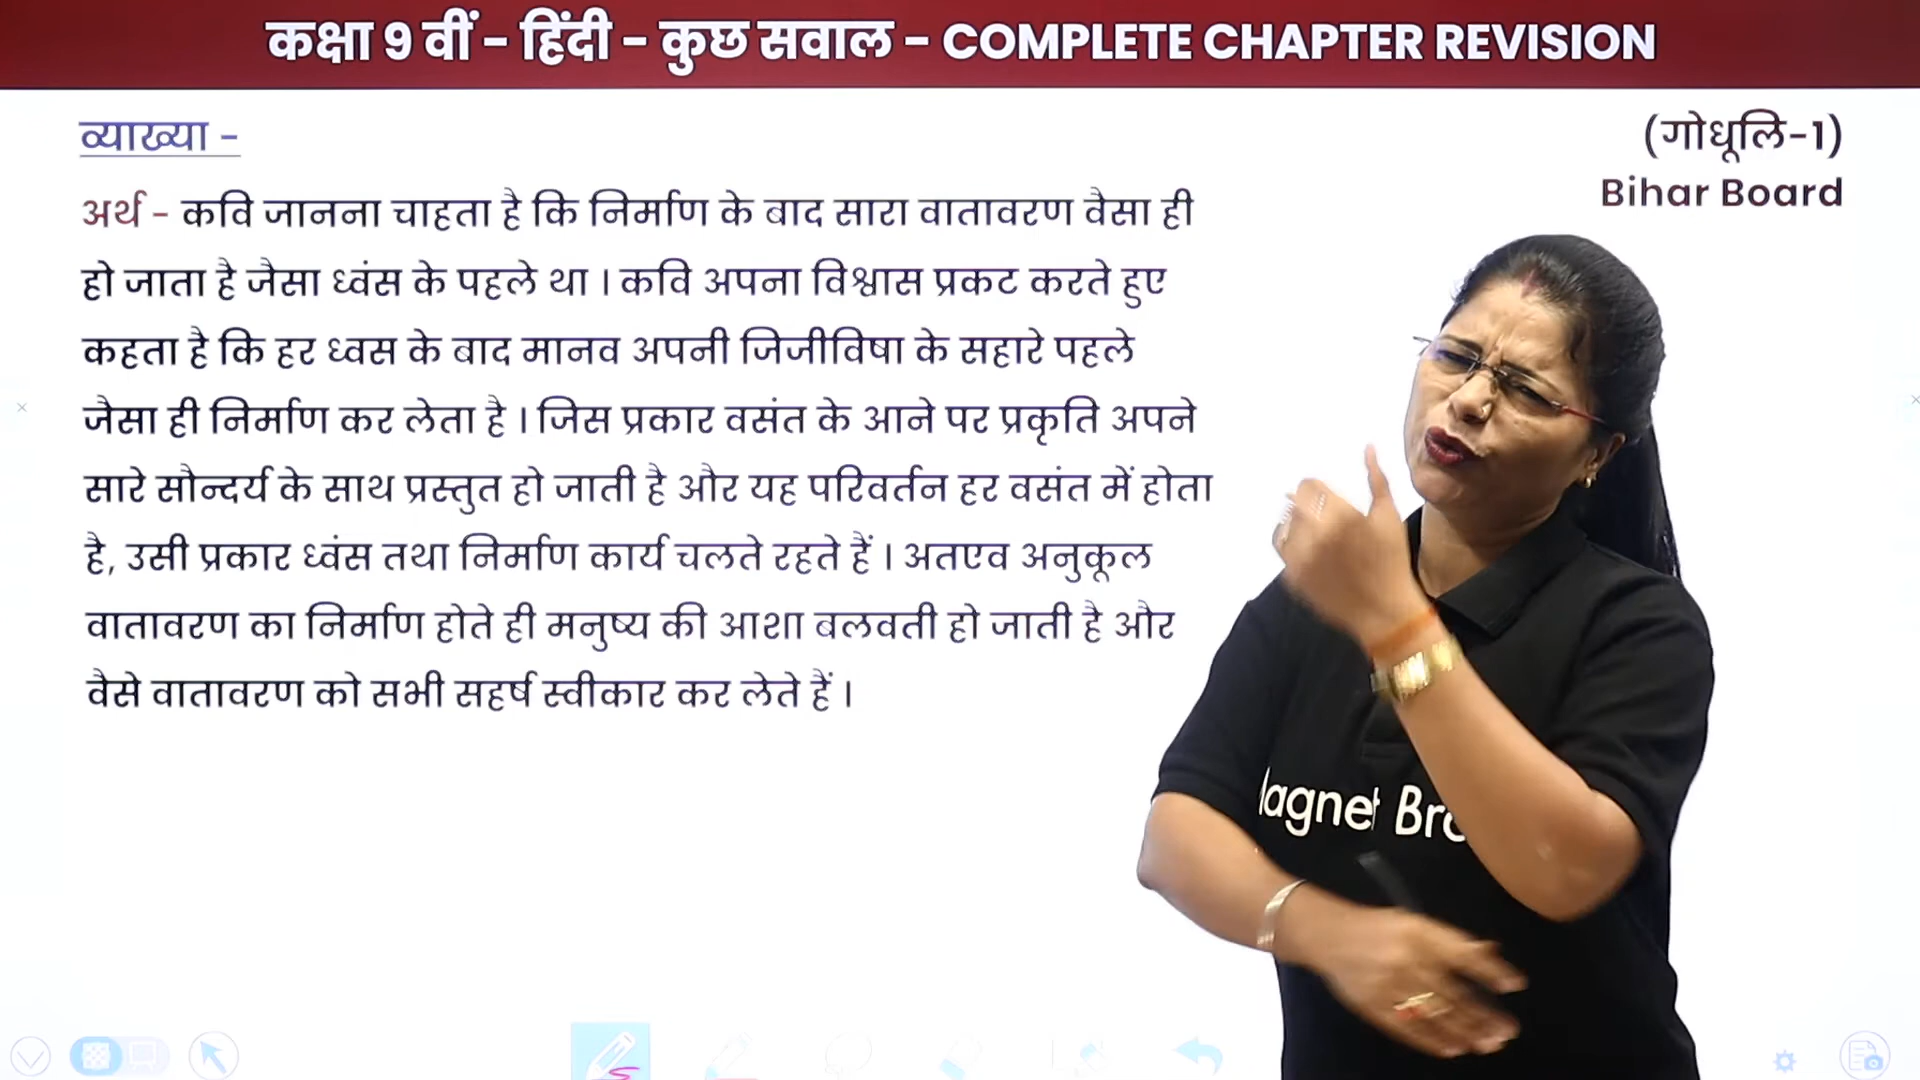 कक्षा 9 वीं - हिंदी - कुछ सवाल - COMPLETE CHAPTER REVISION
व्याख्या -
(गोधूलि-1)
Bihar Board
अर्थ - कवि जानना चाहता है कि निर्माण के बाद सारा वातावरण वैसा ही
हो जाता है जैसा ध्वंस के पहले था । कवि अपना विश्वास प्रकट करते हुए
कहता है कि हर ध्वस के बाद मानव अपनी जिजीविषा के सहारे पहले
जैसा ही निर्माण कर लेता है । जिस प्रकार वसंत के आने पर प्रकृति अपने
सारे सौन्दर्य के साथ प्रस्तुत हो जाती है और यह परिवर्तन हर वसंत में होता
है, उसी प्रकार ध्वंस तथा निर्माण कार्य चलते रहते हैं । अतएव अनुकूल
वातावरण का निर्माण होते ही मनुष्य की आशा बलवती हो जाती है और
वैसे वातावरण को सभी सहर्ष स्वीकार कर लेते हैं ।